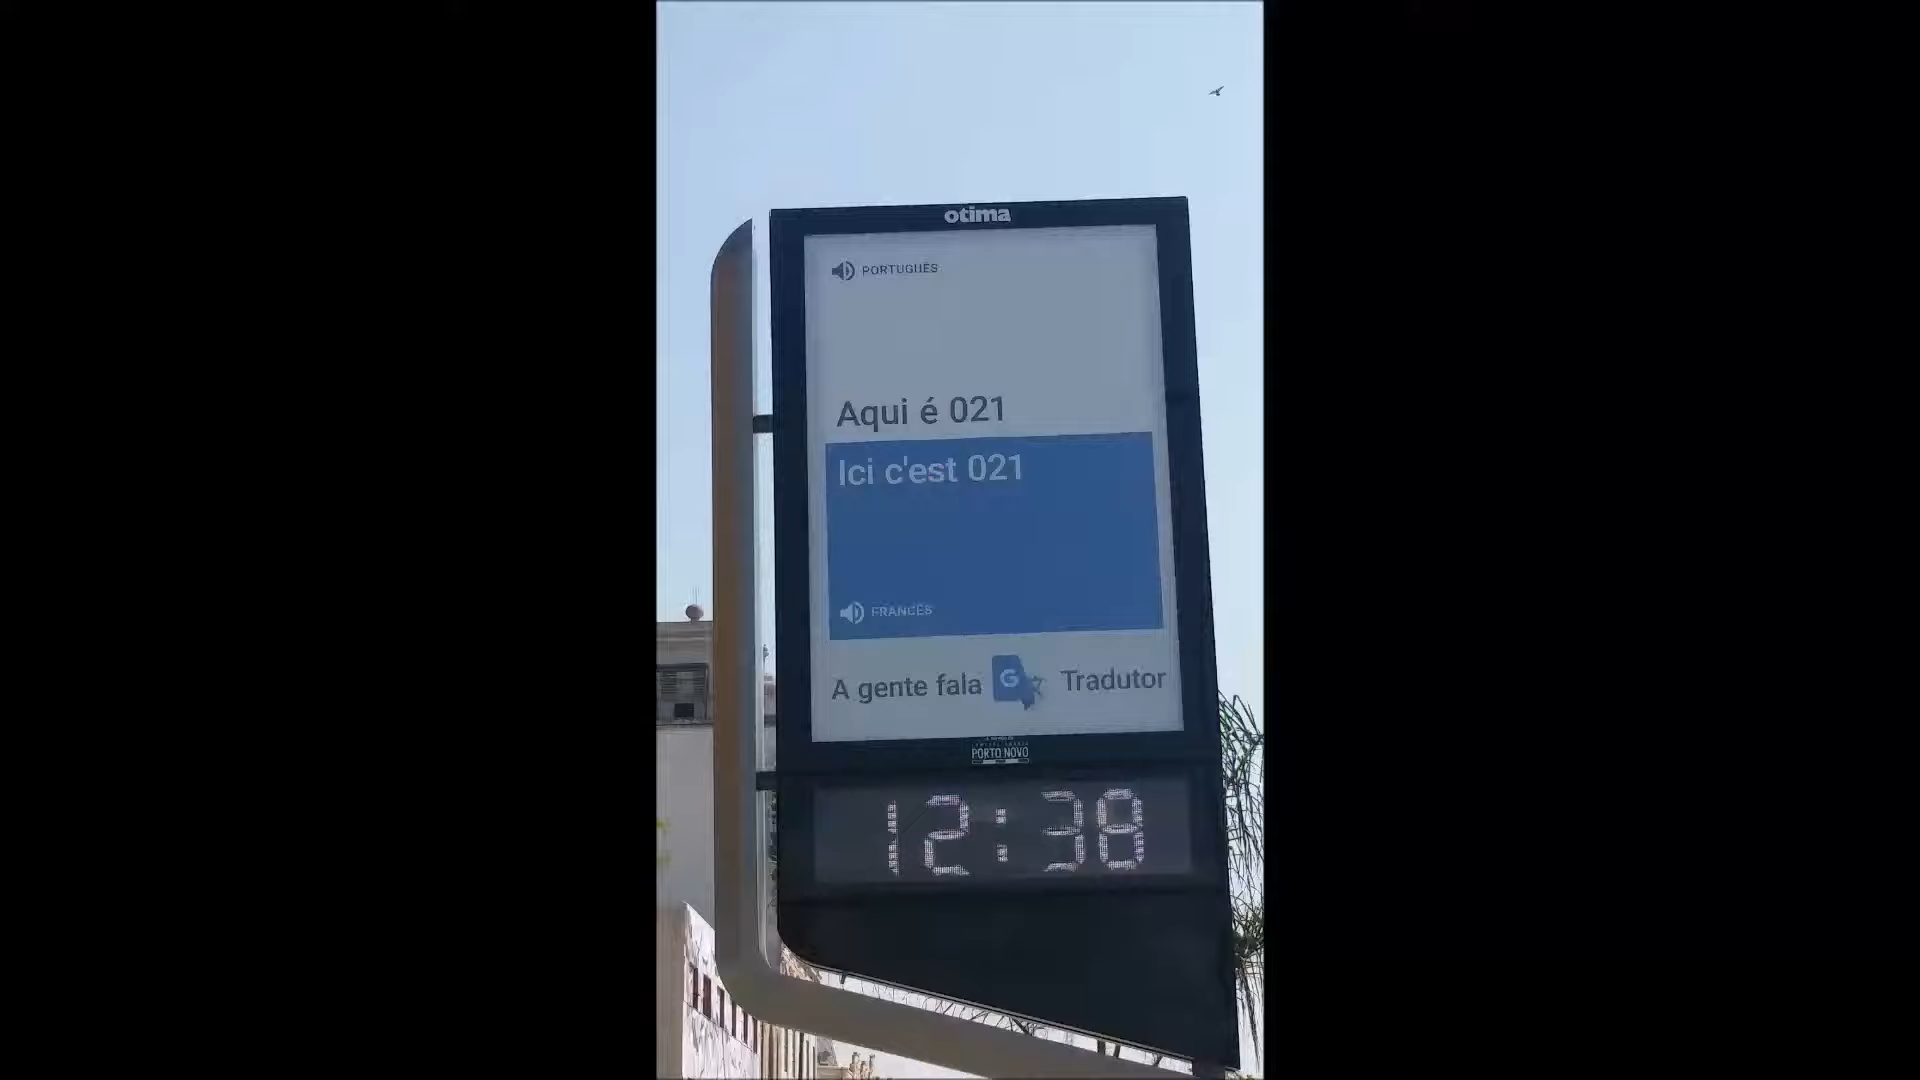 otima
PORTUGUÊS
Aqui é 021
Ici c'est 021
FRANCÊS
A gente fala G Tradutor
PORTO NOVO
12:38